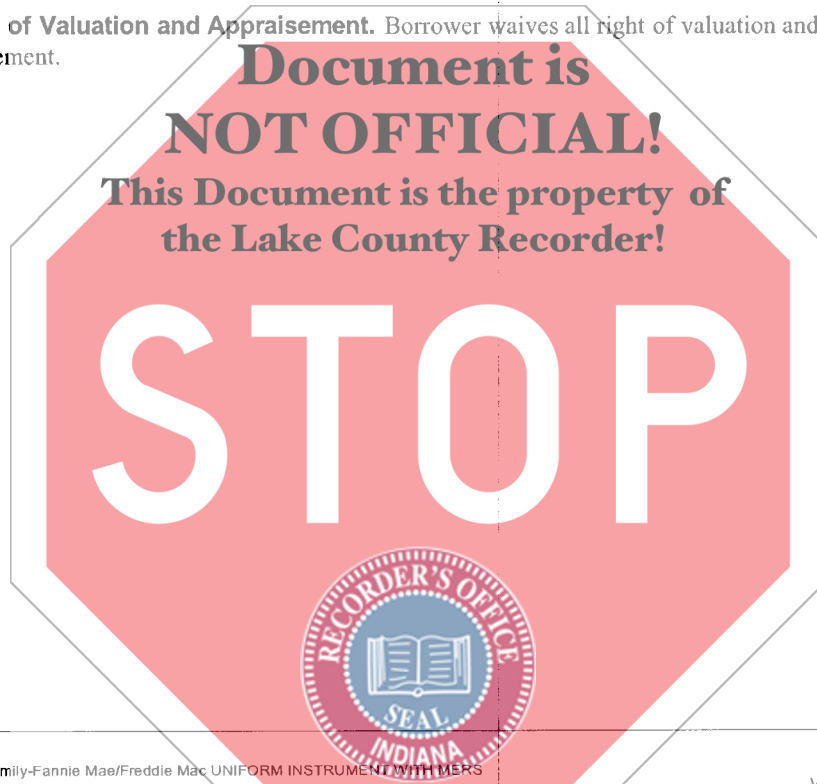 of Valuation and Appraisement. Borrower waives all right of valuation and
ement.
Document is
NOT OFFICIAL!
This Document is the property of
the Lake County Recorder!
STOP
RECORDER'S OFFICE
SEAL
INDIANA
mily-Fannie Mae/Freddie Mac UNIFORM INSTRUMENT WITH MERS